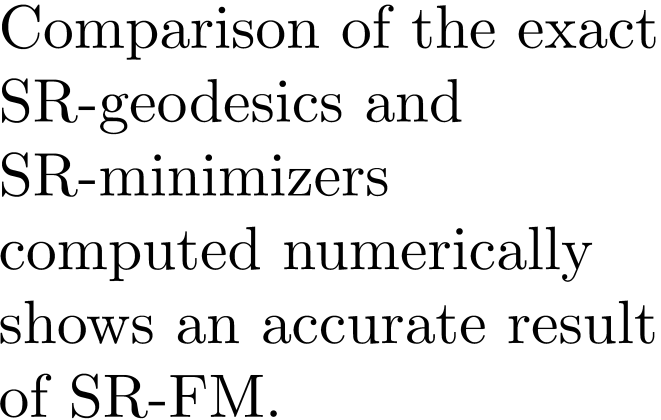 Comparison of the exact
SR-geodesics and
SR-minimizers
computed numerically
shows an accurate result
of SR-FM.